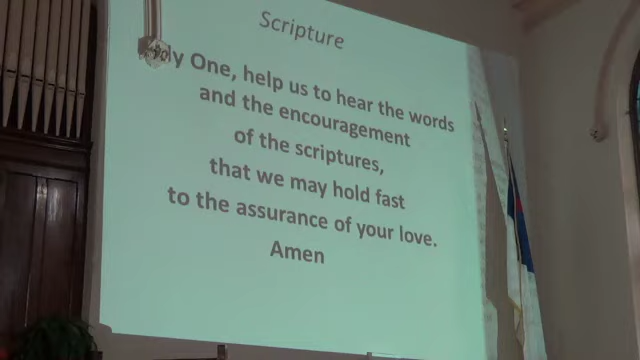 Scripture
Holy One, help us to hear the words
and the encouragement
of the scriptures,
that we may hold fast
to the assurance of your love.
Amen